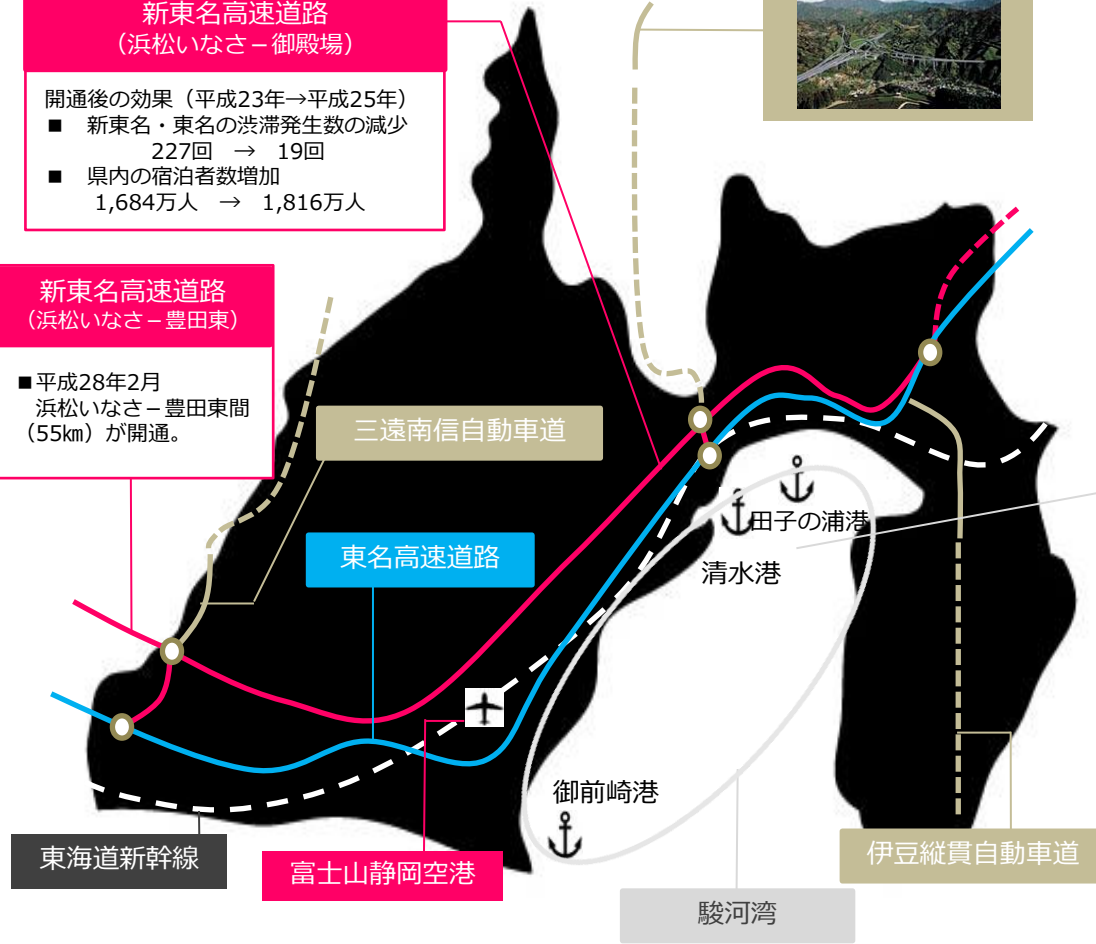 新東名高速道路
（浜松いなさ－御殿場）
開通後の効果（平成23年→平成25年）
■ 新東名・東名の渋滞発生数の減少
227回 → 19回
■ 県内の宿泊者数増加
1,684万人 → 1,816万人
新東名高速道路
（浜松いなさ－豊田東）
■平成28年2月
浜松いなさ－豊田東間
（55㎞）が開通。
三遠南信自動車道
東名高速道路
田子の浦港
清水港
御前崎港
東海道新幹線
富士山静岡空港
伊豆縦貫自動車道
駿河湾